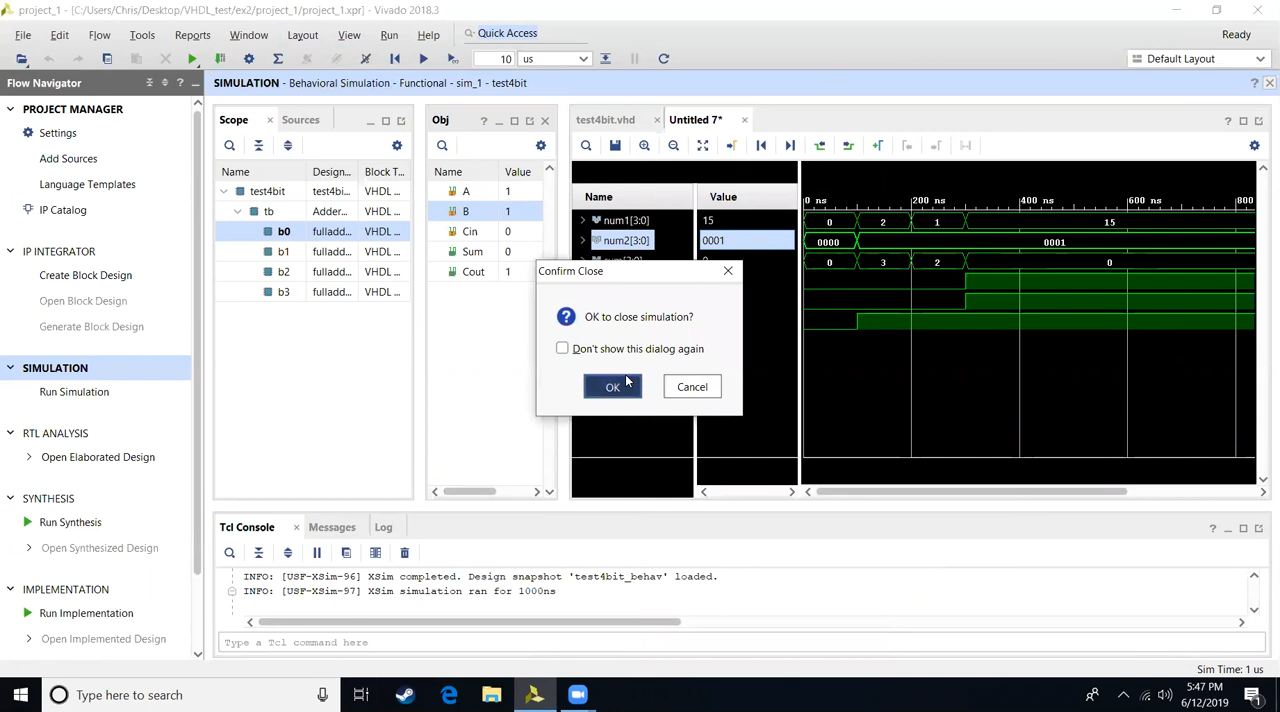 project_1 - [C:/Users/Chris/Desktop/VHDL_test/ex2/project_1/project_1.xpr] - Vivado 2018.3
File Edit Flow Tools Reports Window Layout View Run Help Quick Access Ready
10 us Default Layout
Flow Navigator
SIMULATION - Behavioral Simulation - Functional - sim_1 - test4bit
PROJECT MANAGER
Settings
Add Sources
Language Templates
IP Catalog
IP INTEGRATOR
Create Block Design
Open Block Design
Generate Block Design
SIMULATION
Run Simulation
RTL ANALYSIS
Open Elaborated Design
SYNTHESIS
Run Synthesis
Open Synthesized Design
IMPLEMENTATION
Run Implementation
Open Implemented Design
Scope Sources
Name Design... Block T...
test4bit test4bi... VHDL ...
tb Adder... VHDL ...
b0 fulladd... VHDL ...
b1 fulladd... VHDL ...
b2 fulladd... VHDL ...
b3 fulladd... VHDL ...
Obj
Name Value
A 1
B 1
Cin 0
Sum 0
Cout 1
test4bit.vhd Untitled 7*
Name Value
num1[3:0] 15
num2[3:0] 0001
0 ns 200 ns 400 ns 600 ns 800
0 2 1 15
0000 0001
0 3 2 0
Confirm Close
OK to close simulation?
Don't show this dialog again
OK Cancel
Tcl Console Messages Log
INFO: [USF-XSim-96] XSim completed. Design snapshot 'test4bit_behav' loaded.
INFO: [USF-XSim-97] XSim simulation ran for 1000ns
Type a Tcl command here
Sim Time: 1 us
Type here to search
5:47 PM
6/12/2019
1